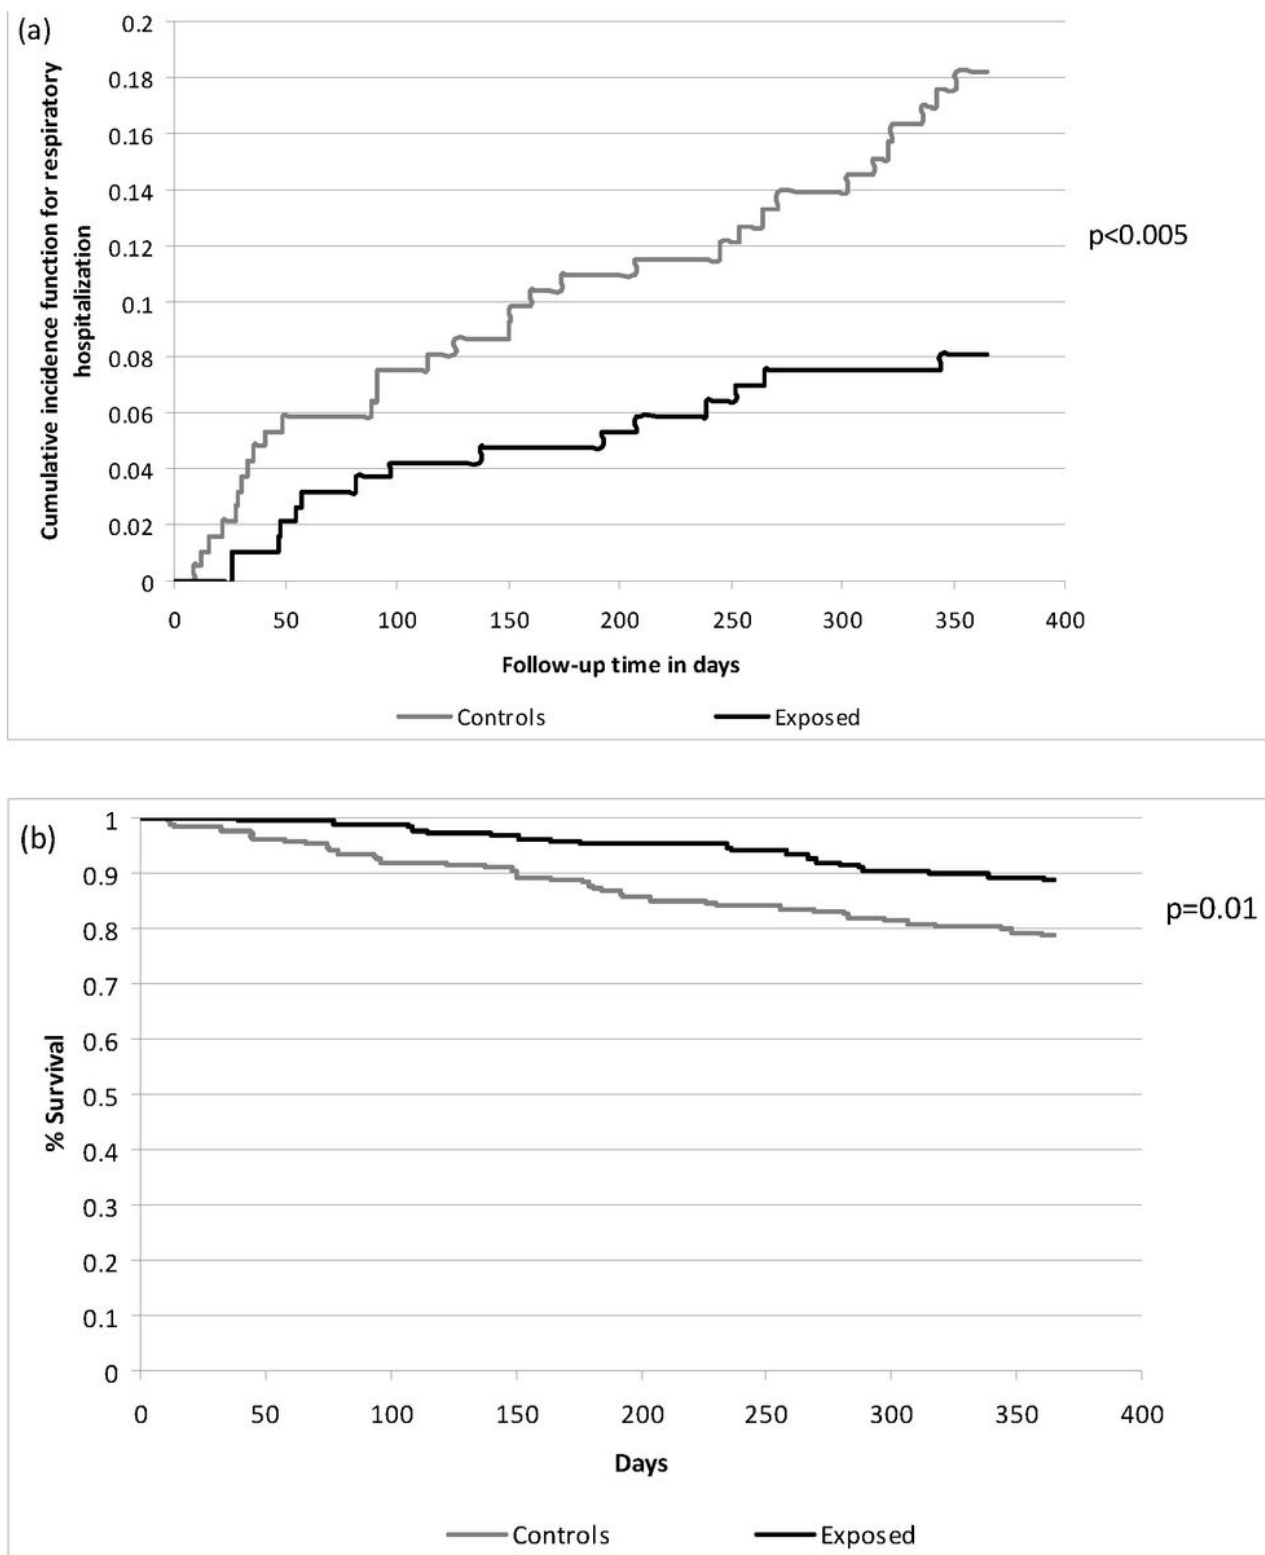 (a)
Cumulative incidence function for respiratory
hospitalization
0.2
0.18
0.16
0.14
0.12
0.1
0.08
0.06
0.04
0.02
0
p<0.005
0 50 100 150 200 250 300 350 400
Follow-up time in days
Controls Exposed
(b)
% Survival
1
0.9
0.8
0.7
0.6
0.5
0.4
0.3
0.2
0.1
0
p=0.01
0 50 100 150 200 250 300 350 400
Days
Controls Exposed